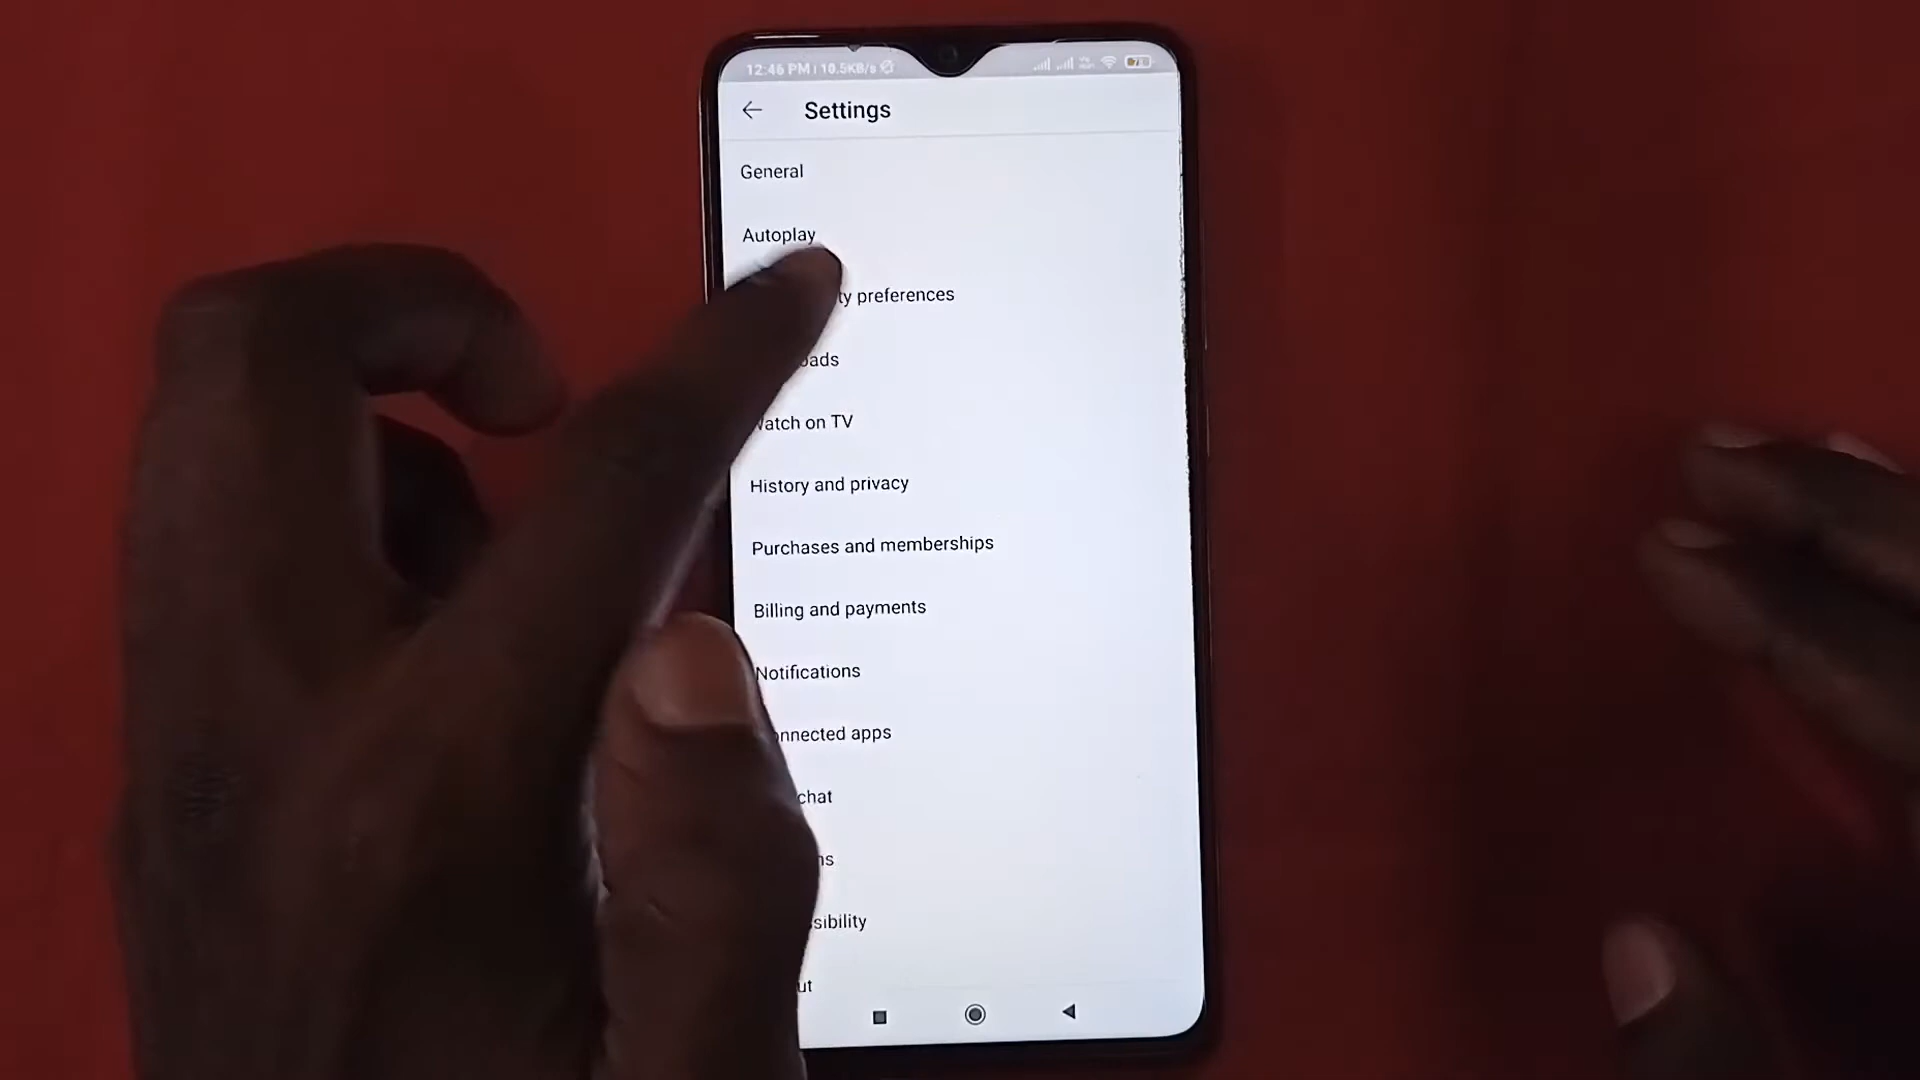 12:46 PM | 10.5KB/s
Settings
General
Autoplay
ty preferences
oads
Watch on TV
History and privacy
Purchases and memberships
Billing and payments
Notifications
onnected apps
chat
ns
sibility
ut